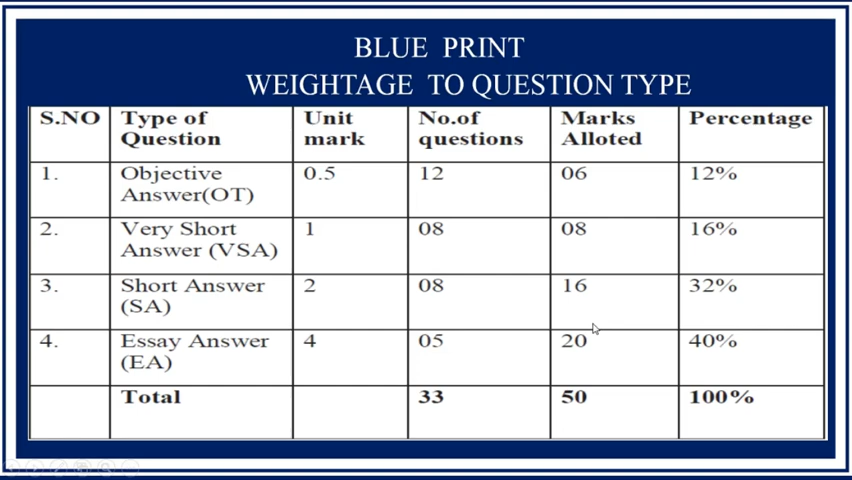 BLUE PRINT
WEIGHTAGE TO QUESTION TYPE
S.NO Type of Question Unit mark No.of questions Marks Alloted Percentage
1. Objective Answer(OT) 0.5 12 06 12%
2. Very Short Answer (VSA) 1 08 08 16%
3. Short Answer (SA) 2 08 16 32%
4. Essay Answer (EA) 4 05 20 40%
Total 33 50 100%